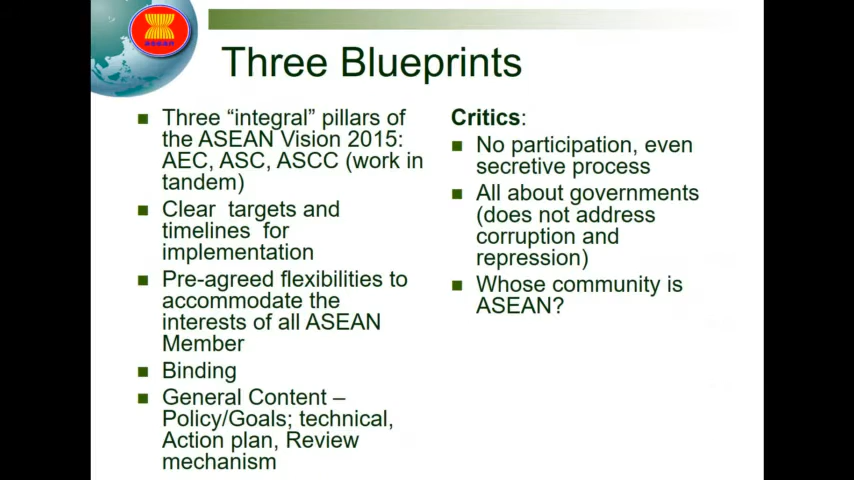 asean
Three Blueprints
Three “integral” pillars of
the ASEAN Vision 2015:
AEC, ASC, ASCC (work in
tandem)
Clear targets and
timelines for
implementation
Pre-agreed flexibilities to
accommodate the
interests of all ASEAN
Member
Binding
General Content –
Policy/Goals; technical,
Action plan, Review
mechanism
Critics:
No participation, even
secretive process
All about governments
(does not address
corruption and
repression)
Whose community is
ASEAN?